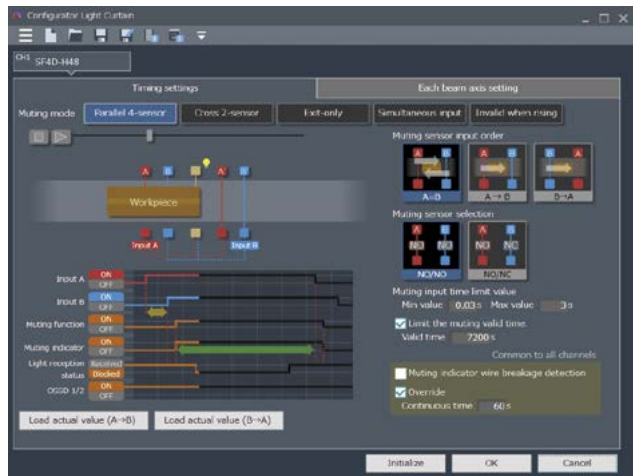 Configurator Light Curtain
CH1 SF4D-H48
Timing settings
Each beam axis setting
Muting mode
Parallel 4-sensor
Cross 2-sensor
Exit-only
Simultaneous input
Invalid when rising
Muting sensor input order
A B
A B
B A
A=B
A→B
B→A
A B A B
Workpiece
Input A
Input B
Muting sensor selection
A B
A B
NO NO
NO NC
NO/NO
NO/NC
Muting input time limit value
Min value 0.03 s Max value 3 s
Limit the muting valid time.
Valid time 7200 s
Common to all channels
Muting indicator wire breakage detection
Override
Continuous time 60 s
Input A ON
OFF
Input B ON
OFF
Muting function ON
OFF
Muting indicator ON
OFF
Light reception Received
status Blocked
OSSD 1/2 ON
OFF
Load actual value (A→B)
Load actual value (B→A)
Initialize
OK
Cancel